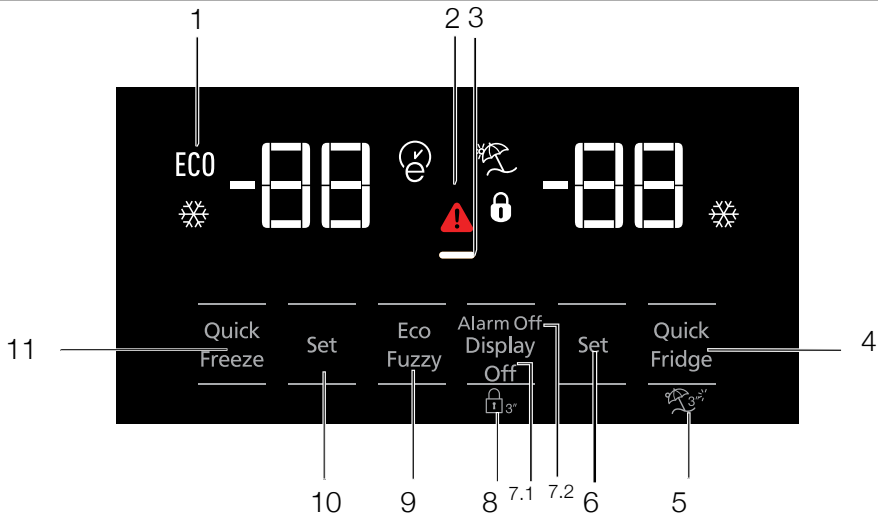 1
2 3
ECO
-88
e
-88
Quick
Freeze
Set
Eco
Fuzzy
Alarm Off
Display
Off
Set
Quick
Fridge
3"
3"
11
4
10
9
8
7.1
7.2
6
5